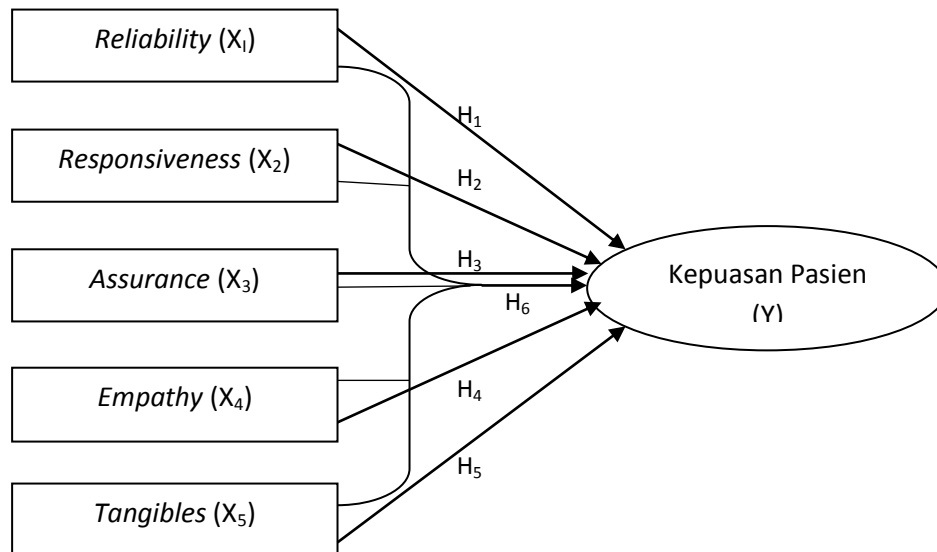 Reliability (X₁)
H₁
Responsiveness (X₂)
H₂
Assurance (X₃)
H₃
Kepuasan Pasien
(Y)
H₆
Empathy (X₄)
H₄
H₅
Tangibles (X₅)